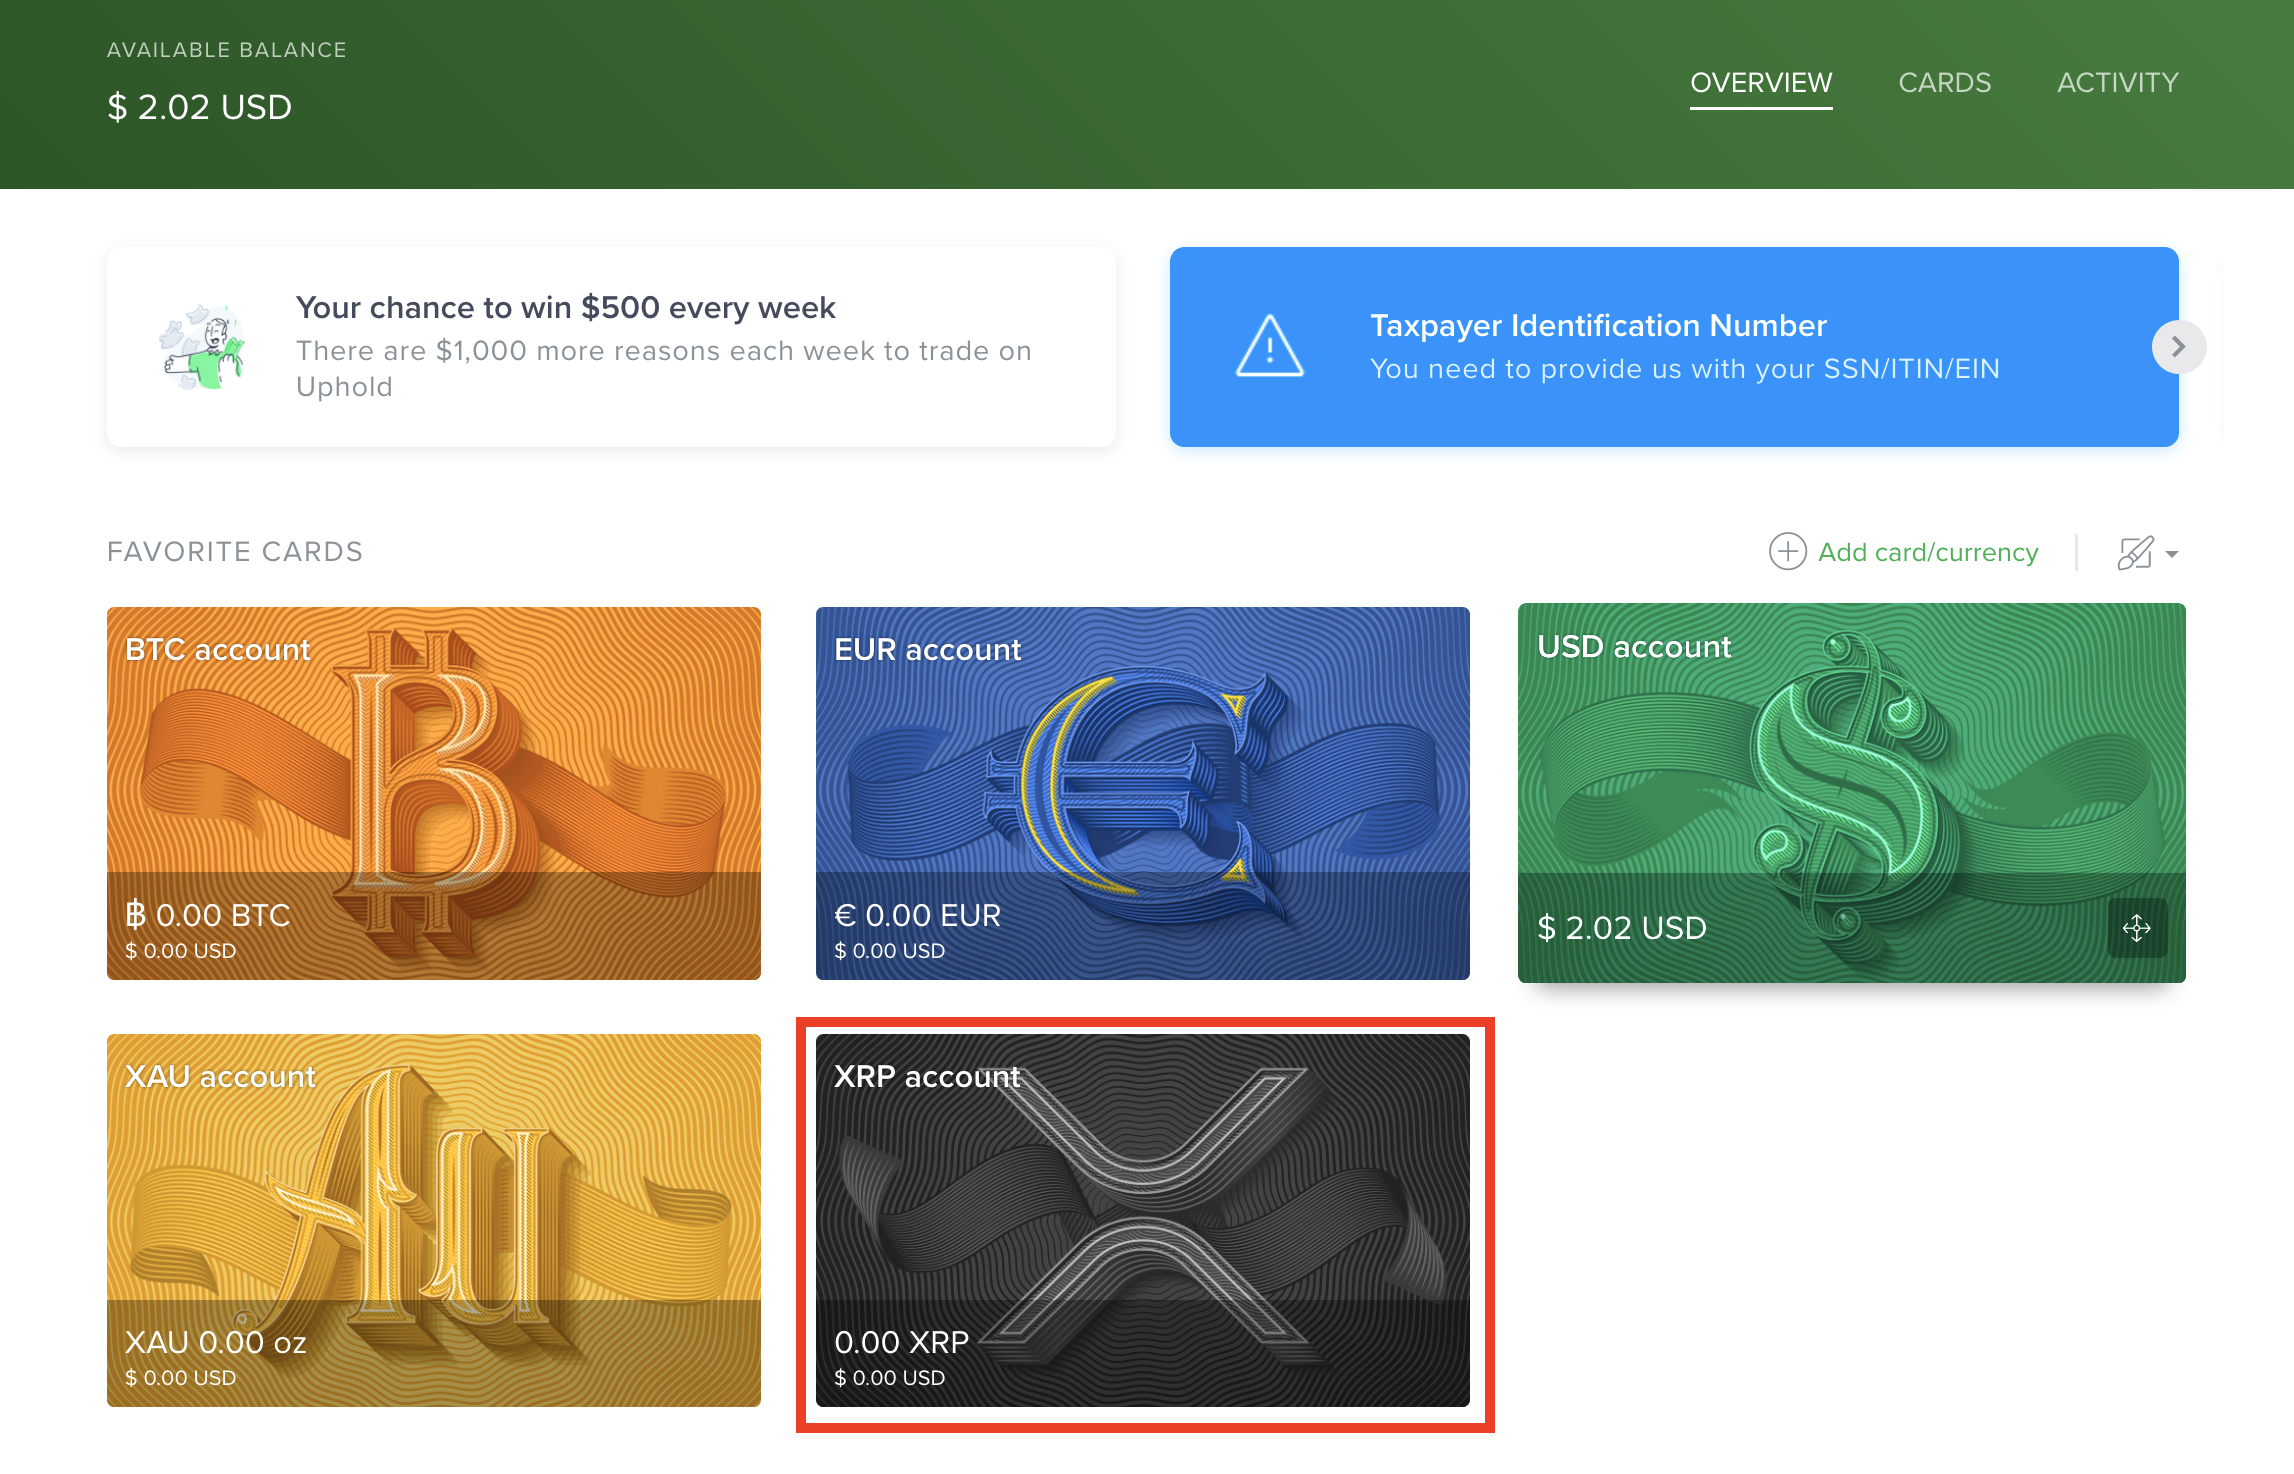 AVAILABLE BALANCE
$ 2.02 USD
OVERVIEW
CARDS
ACTIVITY
Your chance to win $500 every week
There are $1,000 more reasons each week to trade on
Uphold
Taxpayer Identification Number
You need to provide us with your SSN/ITIN/EIN
FAVORITE CARDS
Add card/currency
BTC account
฿ 0.00 BTC
$ 0.00 USD
EUR account
€ 0.00 EUR
$ 0.00 USD
USD account
$ 2.02 USD
XAU account
Au
XAU 0.00 oz
$ 0.00 USD
XRP account
0.00 XRP
$ 0.00 USD